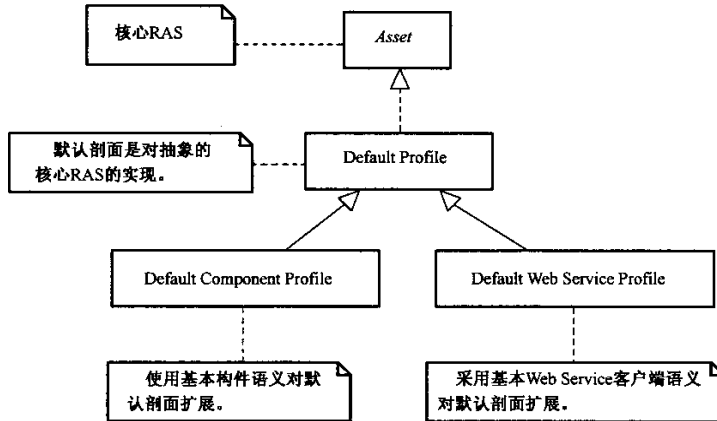 核心RAS
Asset
默认剖面是对抽象的
核心RAS的实现。
Default Profile
Default Component Profile
Default Web Service Profile
使用基本构件语义对默
认剖面扩展。
采用基本Web Service客户端语义
对默认剖面扩展。